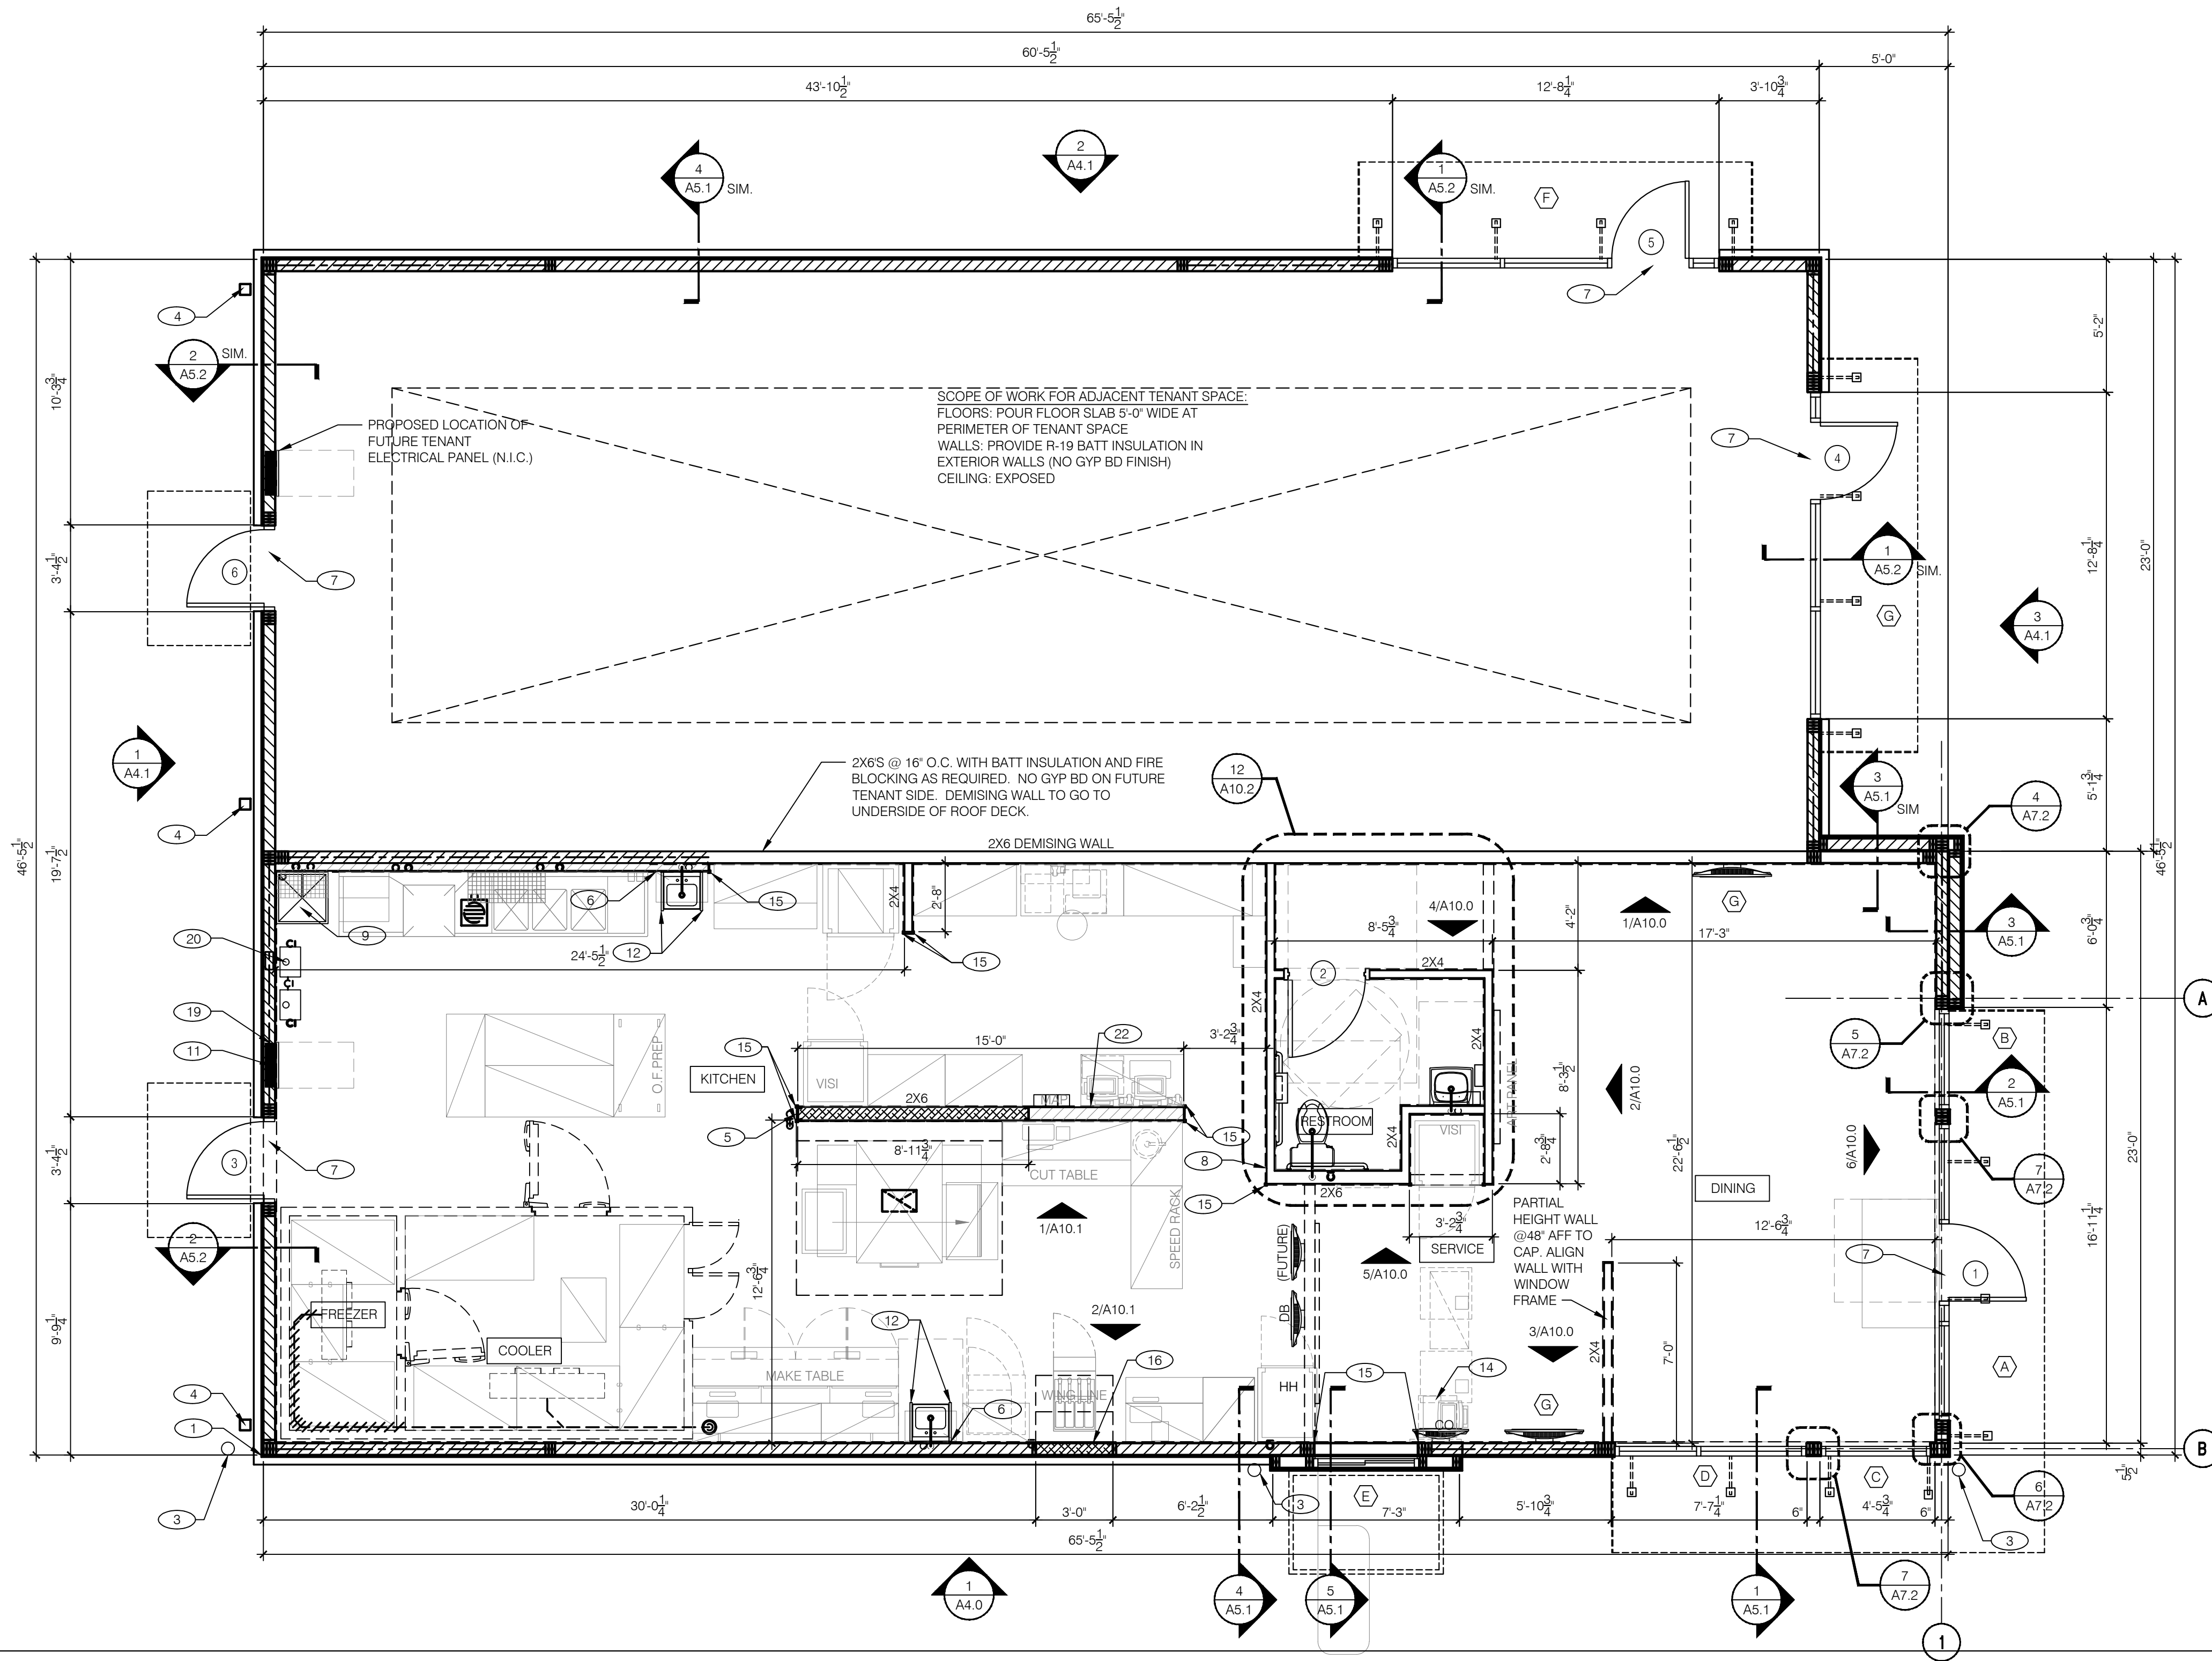 65'-5 1/2"
60'-5 1/2"
5'-0"
43'-10 1/2"
12'-8 1/4"
3'-10 3/4"
2
A4.1
4
A5.1
SIM.
1
A5.2
SIM.
F
5
7
4
2
A5.2
SIM.
10'-3 3/4"
5'-2"
PROPOSED LOCATION OF
FUTURE TENANT
ELECTRICAL PANEL (N.I.C.)
SCOPE OF WORK FOR ADJACENT TENANT SPACE:
FLOORS: POUR FLOOR SLAB 5'-0" WIDE AT
PERIMETER OF TENANT SPACE
WALLS: PROVIDE R-19 BATT INSULATION IN
EXTERIOR WALLS (NO GYP BD FINISH)
CEILING: EXPOSED
7
4
6
7
3'-4 1/2"
1
A5.2
SIM.
12'-8 1/4"
23'-0"
G
3
A4.1
1
A4.1
4
2X6'S @ 16" O.C. WITH BATT INSULATION AND FIRE
BLOCKING AS REQUIRED. NO GYP BD ON FUTURE
TENANT SIDE. DEMISING WALL TO GO TO
UNDERSIDE OF ROOF DECK.
12
A10.2
3
A5.1
SIM
5'-1 3/4"
4
A7.2
46'-5 1/2"
19'-7 1/2"
46'-5 1/2"
2X6 DEMISING WALL
6
15
2X4
2'-8"
9
24'-5 1/2"
12
15
20
8'-5 3/4"
4/A10.0
4'-2"
1/A10.0
G
17'-3"
3
A5.1
6'-0 3/4"
2
2X4
2X4
A
19
11
O.F.PREP
15
KITCHEN
15'-0"
22
3'-2 3/4"
VISI
2X6
2X4
8'-3 1/2"
2/A10.0
5
A7.2
B
2
A5.1
5
8'-11 3/4"
CUT TABLE
15
RESTROOM
VISI
2X4
ART PANEL
2'-8 3/4"
22'-6 1/2"
6/A10.0
23'-0"
3'-4 1/2"
3
7
8
15
2X6
DINING
7
A7.2
PARTIAL
HEIGHT WALL
@48" AFF TO
CAP. ALIGN
WALL WITH
WINDOW
FRAME
3'-2 3/4"
12'-6 3/4"
16'-11 1/4"
SPEED RACK
1/A10.1
(FUTURE)
SERVICE
5/A10.0
7
1
2
A5.2
9'-9 1/4"
12'-6 3/4"
FREEZER
COOLER
2/A10.1
DB
3/A10.0
2X4
7'-0"
12
16
15
14
A
MAKE TABLE
WING LINE
HH
CO
G
4
1
6
B
3
30'-0 1/4"
3'-0"
6'-2 1/2"
3
E
7'-3"
5'-10 3/4"
D
7'-7 1/4"
6"
C
4'-5 3/4"
6"
6
A7.2
5 1/2"
3
65'-5 1/2"
1
A4.0
4
A5.1
5
A5.1
1
A5.1
7
A7.2
1